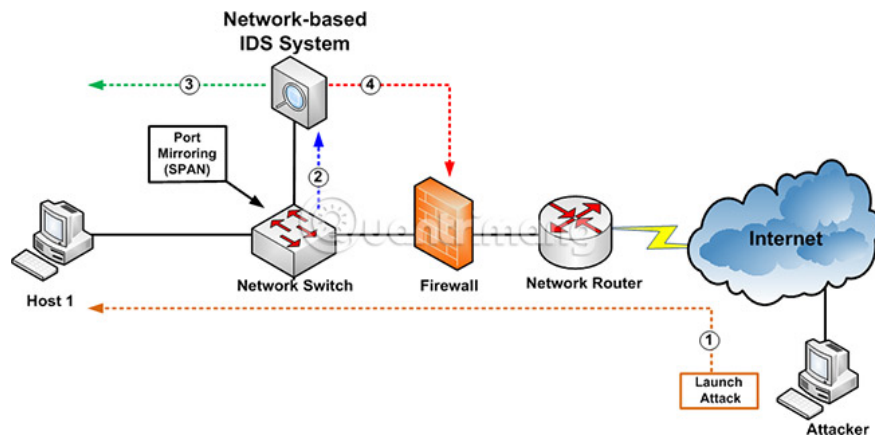 Network-based
IDS System
3
4
Port
Mirroring
(SPAN)
2
Quantrimang
Internet
Host 1
Network Switch
Firewall
Network Router
1
Launch
Attack
Attacker